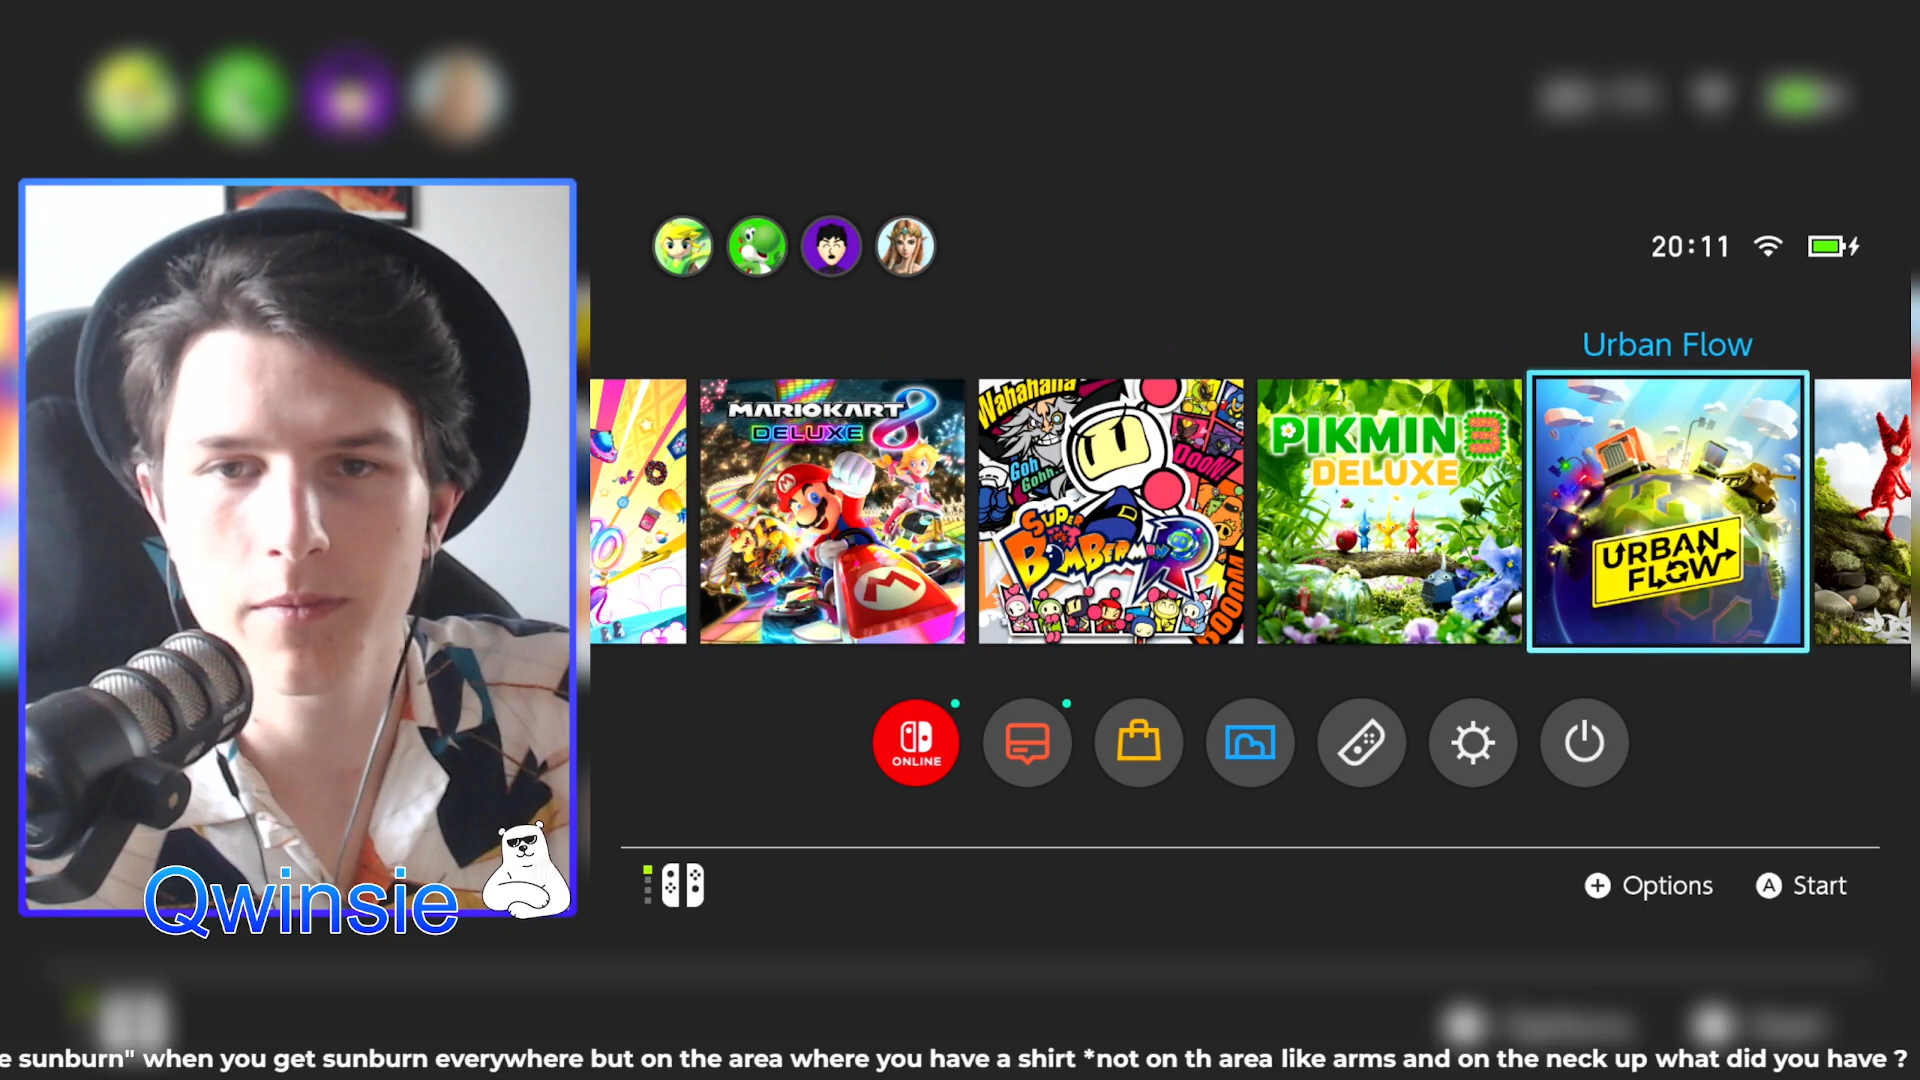 20:11
Urban Flow
MARIOKART 8
DELUXE
Wahahaha
Goh
Gohh...
DOON!
SUPER
BOMBERMAN R
BOOOM
PIKMIN 3
DELUXE
URBAN
FLOW
ONLINE
Qwinsie
Options
A Start
e sunburn" when you get sunburn everywhere but on the area where you have a shirt *not on th area like arms and on the neck up what did you have ?